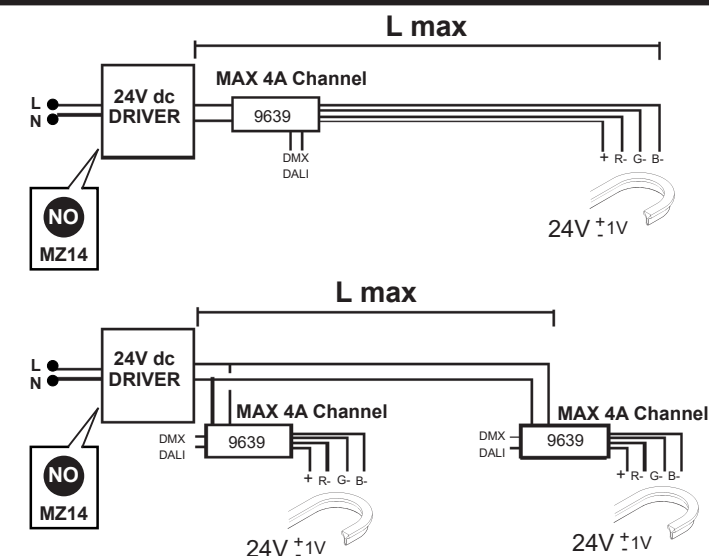 L max
MAX 4A Channel
24V dc
DRIVER
L
N
9639
DMX
DALI
+ R- G- B-
NO
MZ14
24V +-1V
L max
24V dc
DRIVER
L
N
MAX 4A Channel
DMX
DALI
9639
+ R- G- B-
24V +-1V
MAX 4A Channel
DMX
DALI
9639
+ R- G- B-
24V +-1V
NO
MZ14